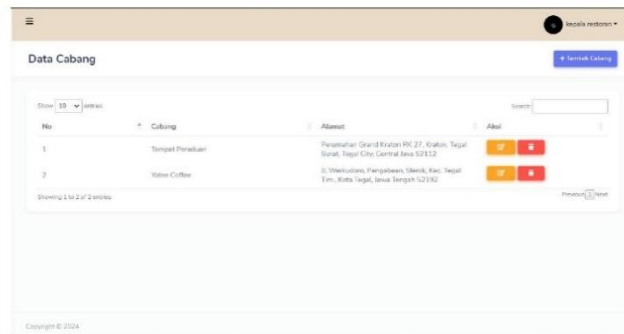 kepala restoran
Data Cabang
+ Tambah Cabang
Show 10 entries
Search:
No Cabang Alamat Aksi
1 Tempat Peraduan Perumahan Grand Kraton RK 27, Kraton, Tegal
Barat, Tegal City, Central Java 52112
2 Yatee Coffee Jl. Werkudoro, Pangabean, Slerok, Kec. Tegal
Tim., Kota Tegal, Jawa Tengah 52192
Showing 1 to 2 of 2 entries
Previous 1 Next
Copyright © 2024